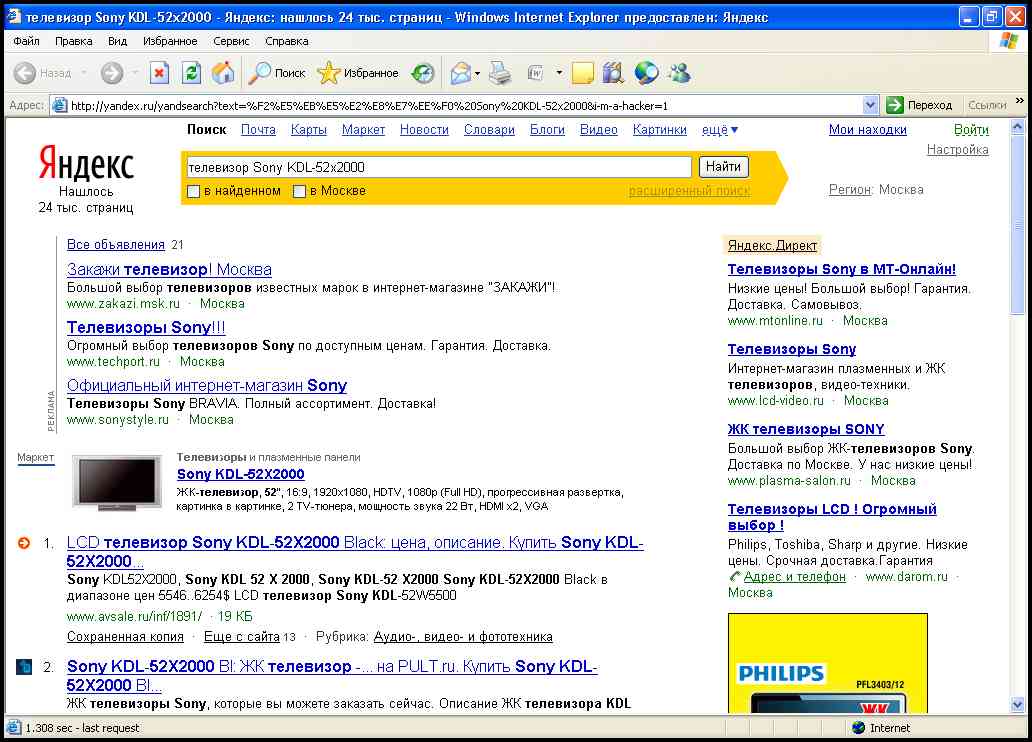 телевизор Sony KDL-52x2000 - Яндекс: нашлось 24 тыс. страниц - Windows Internet Explorer предоставлен: Яндекс
Файл Правка Вид Избранное Сервис Справка
Назад Поиск Избранное
Адрес: http://yandex.ru/yandsearch?text=%F2%E5%EB%E5%E2%E8%E7%EE%F0%20Sony%20KDL-52x2000&i-m-a-hacker=1 Переход Ссылки »
Поиск Почта Карты Маркет Новости Словари Блоги Видео Картинки ещё ▼ Мои находки Войти
Настройка
Яндекс
Нашлось
24 тыс. страниц
телевизор Sony KDL-52x2000 Найти
в найденном в Москве расширенный поиск
Регион: Москва
Все объявления 21
Закажи телевизор! Москва
Большой выбор телевизоров известных марок в интернет-магазине "ЗАКАЖИ"!
www.zakazi.msk.ru · Москва
Телевизоры Sony!!!
Огромный выбор телевизоров Sony по доступным ценам. Гарантия. Доставка.
www.techport.ru · Москва
Официальный интернет-магазин Sony
Телевизоры Sony BRAVIA. Полный ассортимент. Доставка!
www.sonystyle.ru · Москва
РЕКЛАМА
Маркет
Телевизоры и плазменные панели
Sony KDL-52X2000
ЖК-телевизор, 52", 16:9, 1920x1080, HDTV, 1080p (Full HD), прогрессивная развертка,
картинка в картинке, 2 TV-тюнера, мощность звука 22 Вт, HDMI x2, VGA
1. LCD телевизор Sony KDL-52X2000 Black: цена, описание. Купить Sony KDL-
52X2000...
Sony KDL52X2000, Sony KDL 52 X 2000, Sony KDL-52 X2000 Sony KDL-52X2000 Black в
диапазоне цен 5546..6254$ LCD телевизор Sony KDL-52W5500
www.avsale.ru/inf/1891/ · 19 КБ
Сохраненная копия · Еще с сайта 13 · Рубрика: Аудио-, видео- и фототехника
2. Sony KDL-52X2000 Bl: ЖК телевизор -... на PULT.ru. Купить Sony KDL-
52X2000 Bl...
ЖК телевизоры Sony, которые вы можете заказать сейчас. Описание ЖК телевизора KDL
Яндекс.Директ
Телевизоры Sony в МТ-Онлайн!
Низкие цены! Большой выбор! Гарантия.
Доставка. Самовывоз.
www.mtonline.ru · Москва
Телевизоры Sony
Интернет-магазин плазменных и ЖК
телевизоров, видео-техники.
www.lcd-video.ru · Москва
ЖК телевизоры SONY
Большой выбор ЖК-телевизоров Sony.
Доставка по Москве. У нас низкие цены!
www.plasma-salon.ru · Москва
Телевизоры LCD ! Огромный
выбор !
Philips, Toshiba, Sharp и другие. Низкие
цены. Срочная доставка.Гарантия
Адрес и телефон · www.darom.ru ·
Москва
PHILIPS
PFL3403/12
ЖК
1.308 sec - last request Internet